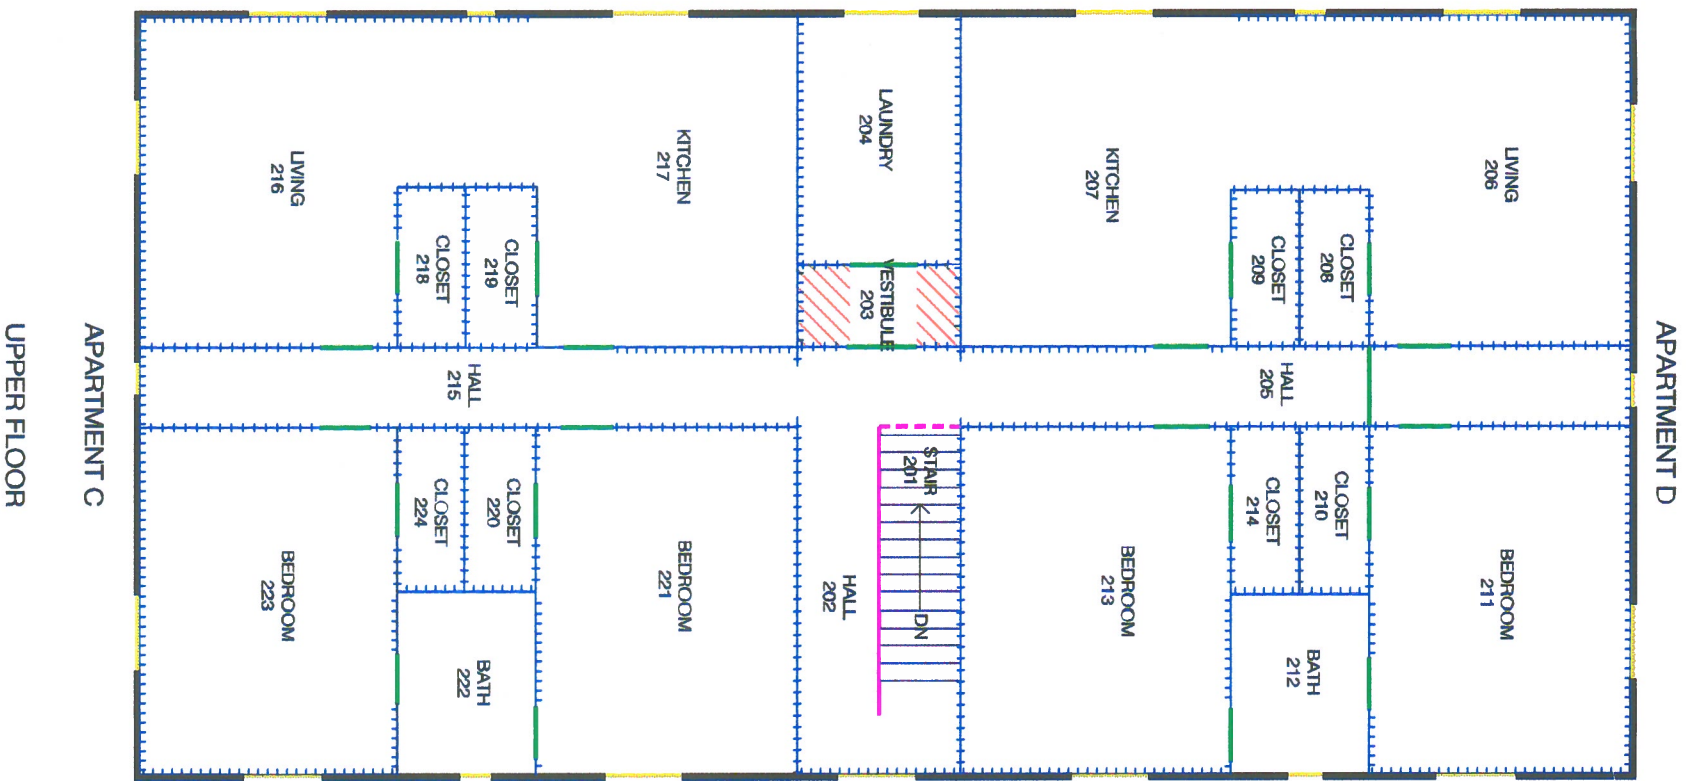 APARTMENT D
LIVING
206
BEDROOM
211
CLOSET
208
CLOSET
209
HALL
205
CLOSET
210
CLOSET
214
BATH
212
KITCHEN
207
BEDROOM
213
LAUNDRY
204
VESTIBULE
203
STAIR
201
DN
HALL
202
KITCHEN
217
BEDROOM
221
CLOSET
219
CLOSET
218
HALL
215
CLOSET
220
CLOSET
224
BATH
222
LIVING
216
BEDROOM
223
APARTMENT C
UPPER FLOOR